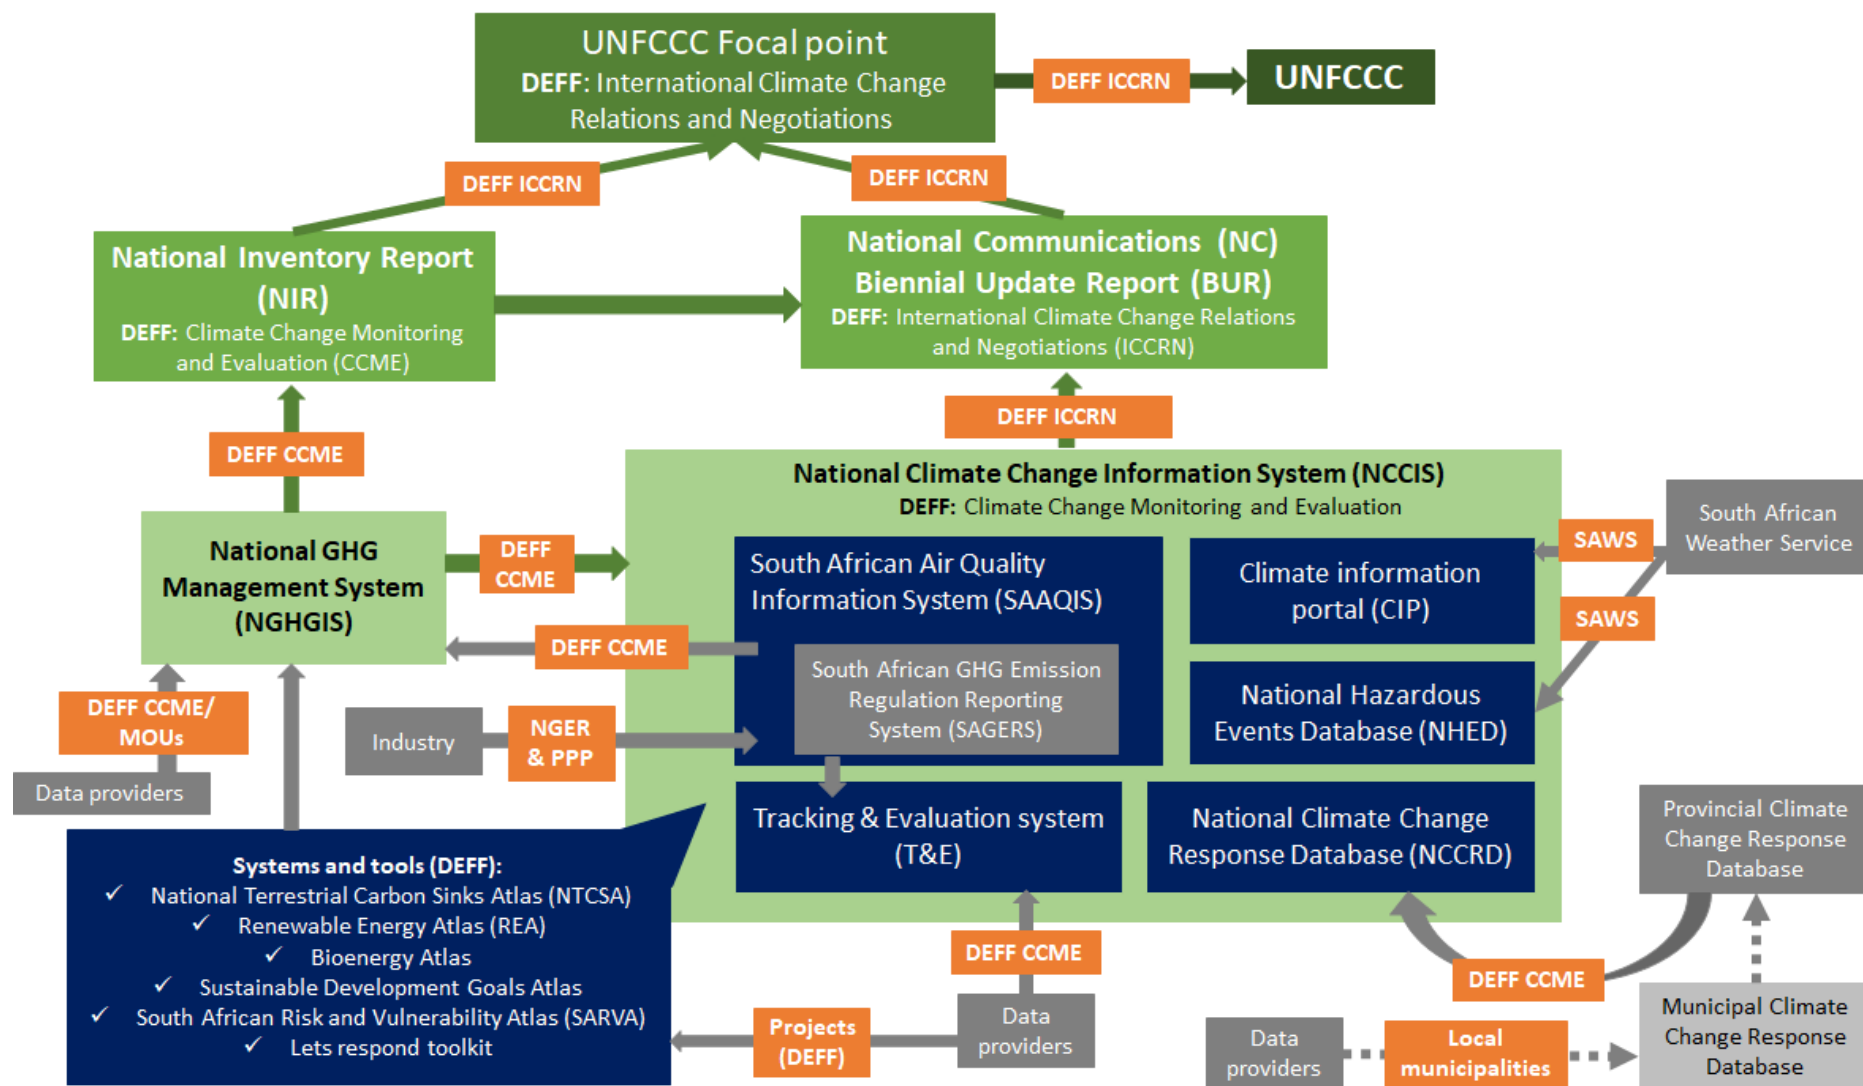 UNFCCC Focal point
DEFF: International Climate Change
Relations and Negotiations
DEFF ICCRN
UNFCCC
DEFF ICCRN
DEFF ICCRN
National Inventory Report
(NIR)
DEFF: Climate Change Monitoring
and Evaluation (CCME)
National Communications (NC)
Biennial Update Report (BUR)
DEFF: International Climate Change Relations
and Negotiations (ICCRN)
DEFF CCME
DEFF ICCRN
National Climate Change Information System (NCCIS)
DEFF: Climate Change Monitoring and Evaluation
National GHG
Management System
(NGHGIS)
DEFF
CCME
DEFF CCME
South African Air Quality
Information System (SAAQIS)
South African GHG Emission
Regulation Reporting
System (SAGERS)
Climate information
portal (CIP)
SAWS
South African
Weather Service
SAWS
National Hazardous
Events Database (NHED)
DEFF CCME/
MOUs
Data providers
Industry
NGER
& PPP
Tracking & Evaluation system
(T&E)
National Climate Change
Response Database (NCCRD)
Provincial Climate
Change Response
Database
Systems and tools (DEFF):
✓ National Terrestrial Carbon Sinks Atlas (NTCSA)
✓ Renewable Energy Atlas (REA)
✓ Bioenergy Atlas
✓ Sustainable Development Goals Atlas
✓ South African Risk and Vulnerability Atlas (SARVA)
✓ Lets respond toolkit
DEFF CCME
Projects
(DEFF)
Data
providers
DEFF CCME
Data
providers
Local
municipalities
Municipal Climate
Change Response
Database